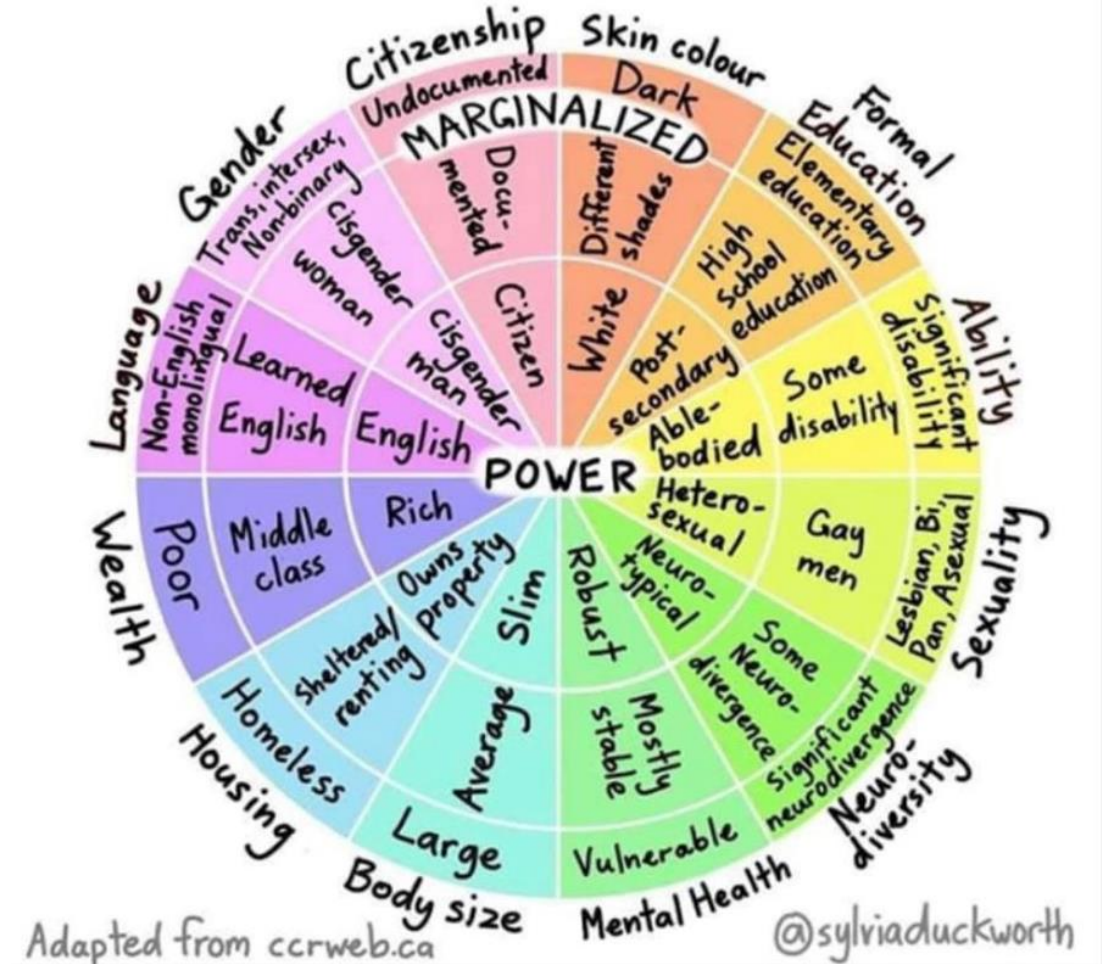 Citizenship
Undocumented
Docu-
mented
Citizen
Skin colour
Dark
Different
shades
White
Formal
Education
Elementary
education
High
school
education
Post-
secondary
Ability
Significant
disability
Some
disability
Able-
bodied
Sexuality
Lesbian, Bi,
Pan, Asexual
Gay
men
Hetero-
sexual
Neuro-
diversity
Significant
neurodivergence
Some
Neuro-
divergence
Neuro-
typical
Mental Health
Vulnerable
Mostly
stable
Robust
Body size
Large
Average
Slim
Housing
Homeless
Sheltered/
renting
Owns
property
Wealth
Poor
Middle
class
Rich
Language
Non-English
monolingual
Learned
English
English
Gender
Trans, intersex,
Non-binary
cisgender
woman
cisgender
man
MARGINALIZED
POWER
Adapted from ccrweb.ca
@sylviaduckworth